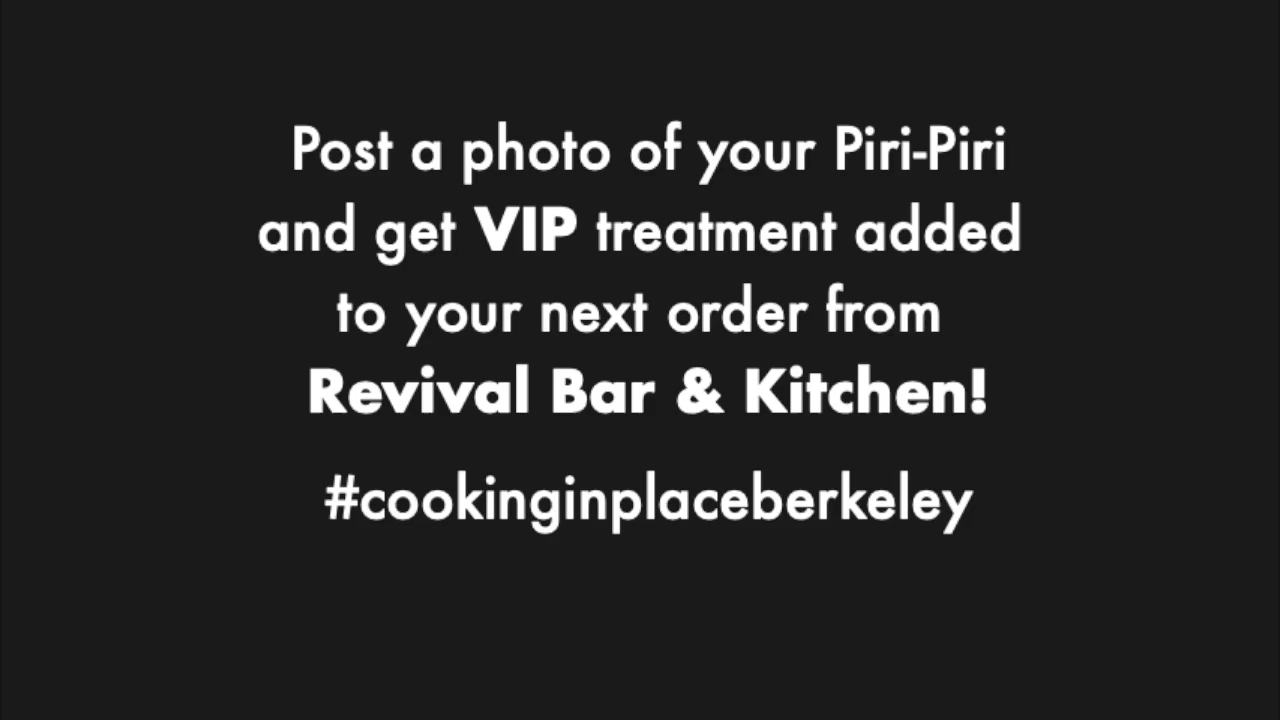 Post a photo of your Piri-Piri
and get VIP treatment added
to your next order from
Revival Bar & Kitchen!
#cookinginplaceberkeley